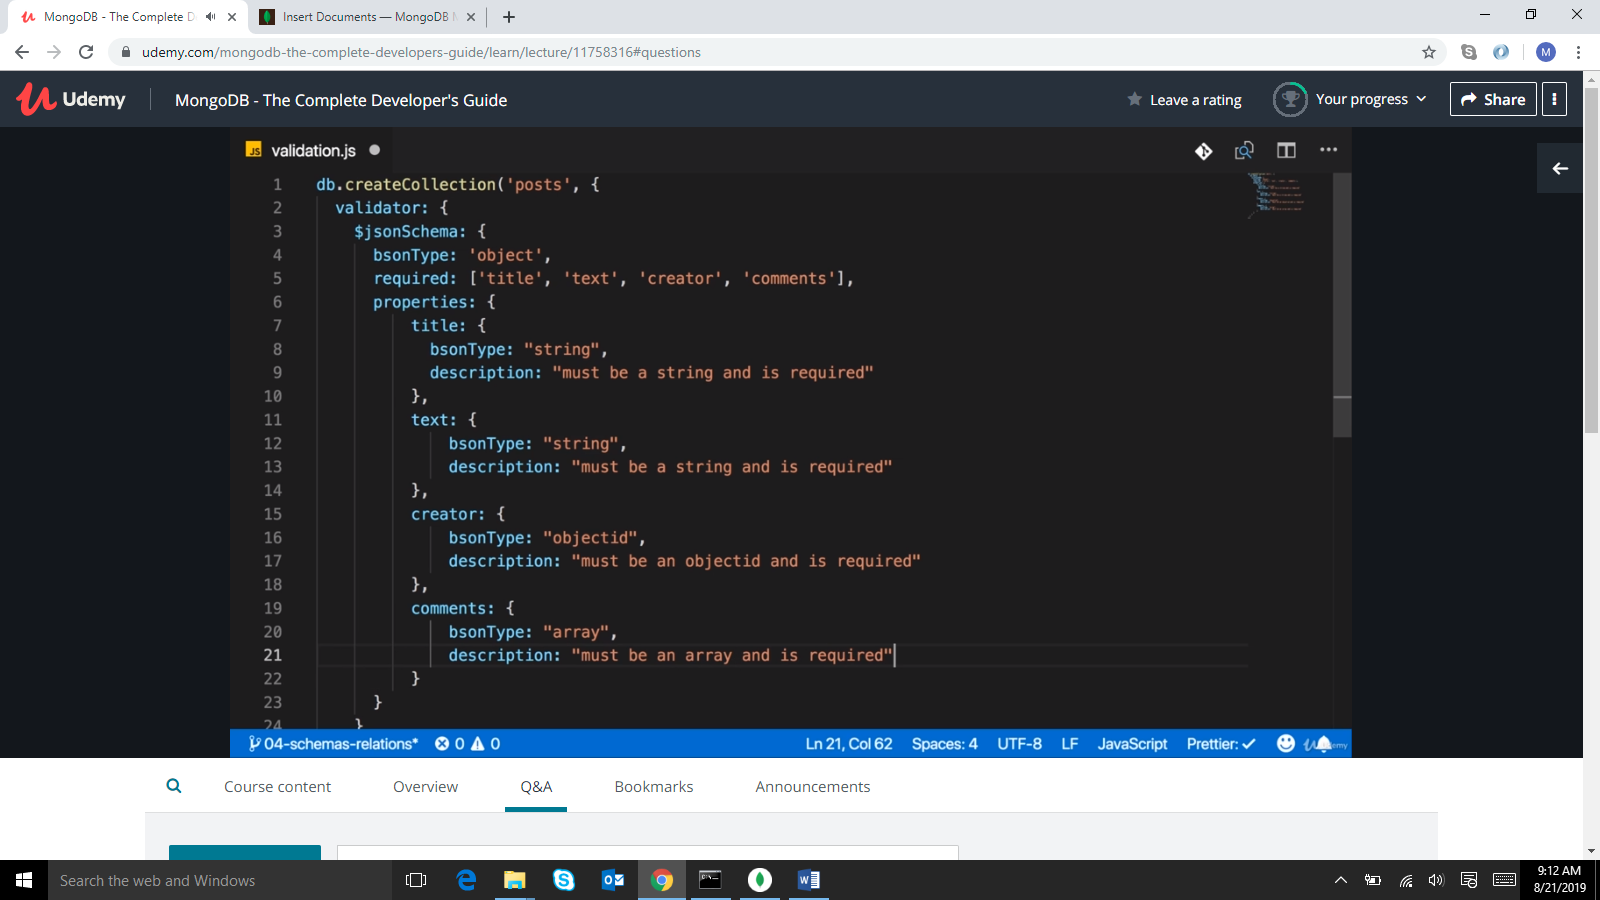 MongoDB - The Complete D
Insert Documents — MongoDB M
udemy.com/mongodb-the-complete-developers-guide/learn/lecture/11758316#questions
M
Udemy
MongoDB - The Complete Developer's Guide
Leave a rating
Your progress
Share
JS validation.js
1 db.createCollection('posts', {
2 validator: {
3 $jsonSchema: {
4 bsonType: 'object',
5 required: ['title', 'text', 'creator', 'comments'],
6 properties: {
7 title: {
8 bsonType: "string",
9 description: "must be a string and is required"
10 },
11 text: {
12 bsonType: "string",
13 description: "must be a string and is required"
14 },
15 creator: {
16 bsonType: "objectid",
17 description: "must be an objectid and is required"
18 },
19 comments: {
20 bsonType: "array",
21 description: "must be an array and is required"
22 }
23 }
24 }
04-schemas-relations* 0 0 Ln 21, Col 62 Spaces: 4 UTF-8 LF JavaScript Prettier: ✓
Course content
Overview
Q&A
Bookmarks
Announcements
Search the web and Windows
9:12 AM
8/21/2019